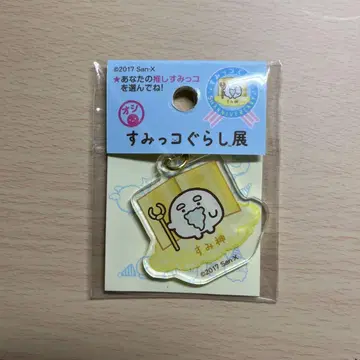 ©2017 San-X
★あなたの推しすみっコ
を選んでね!
オシ
すみっコぐらし展
すみ神
©2017 San-X